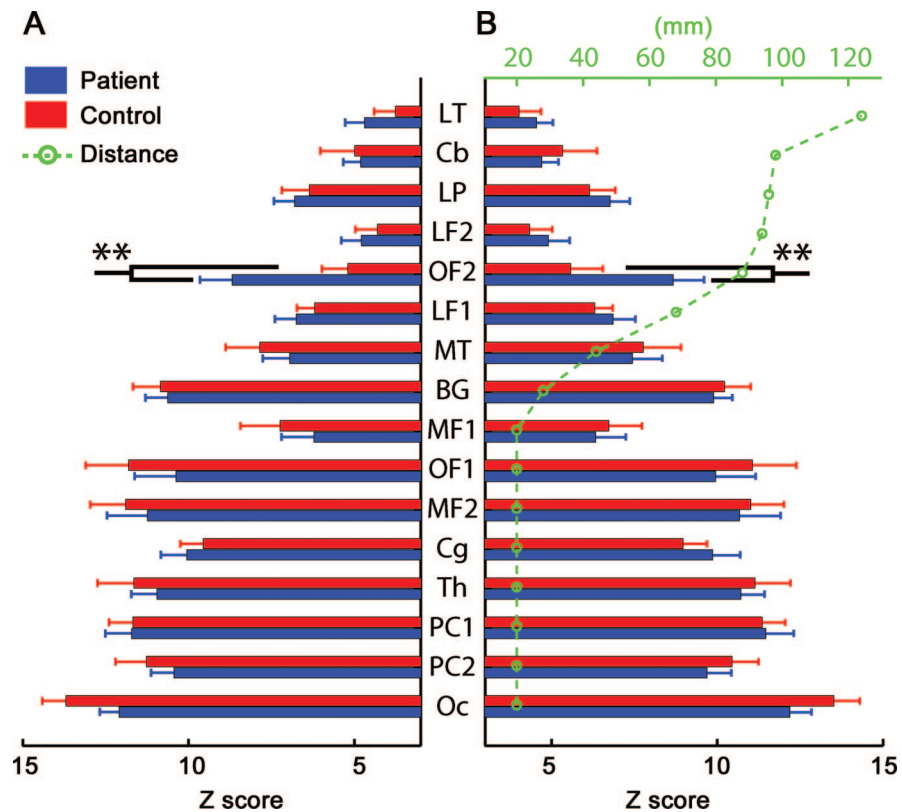 A
B
(mm)
20 40 60 80 100 120
Patient
Control
Distance
LT
Cb
LP
LF2
**
OF2
**
LF1
MT
BG
MF1
OF1
MF2
Cg
Th
PC1
PC2
Oc
15 10 5
5 10 15
Z score
Z score